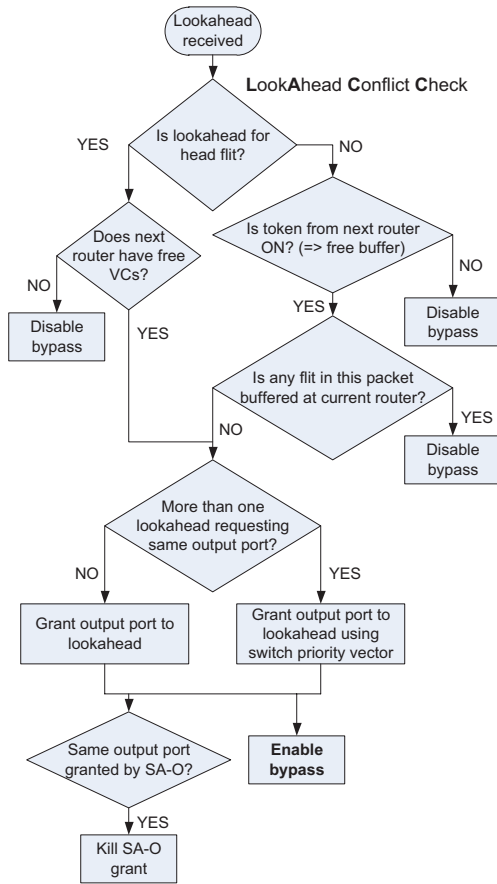 Lookahead
received
LookAhead Conflict Check
Is lookahead for
head flit?
YES
NO
Does next
router have free
VCs?
Is token from next router
ON? (=> free buffer)
NO
YES
NO
YES
Disable
bypass
Disable
bypass
Is any flit in this packet
buffered at current router?
NO
YES
Disable
bypass
More than one
lookahead requesting
same output port?
NO
YES
Grant output port to
lookahead
Grant output port to
lookahead using
switch priority vector
Same output port
granted by SA-O?
Enable
bypass
YES
Kill SA-O
grant